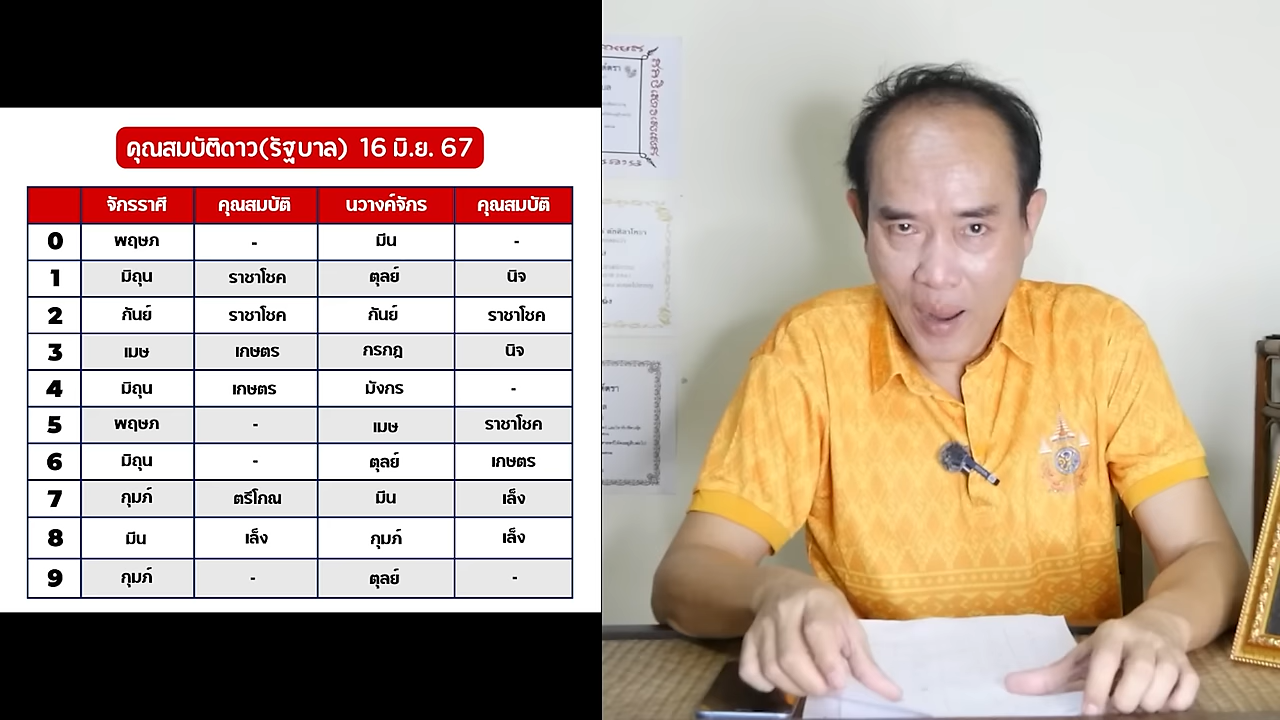 คุณสมบัติดาว(รัฐบาล) 16 มิ.ย. 67
จักรราศี คุณสมบัติ นวางค์จักร คุณสมบัติ
0 พฤษภ - มีน -
1 มิถุน ราชาโชค ตุลย์ นิจ
2 กันย์ ราชาโชค กันย์ ราชาโชค
3 เมษ เกษตร กรกฎ นิจ
4 มิถุน เกษตร มังกร -
5 พฤษภ - เมษ ราชาโชค
6 มิถุน - ตุลย์ เกษตร
7 กุมภ์ ตรีโกณ มีน เล็ง
8 มีน เล็ง กุมภ์ เล็ง
9 กุมภ์ - ตุลย์ -